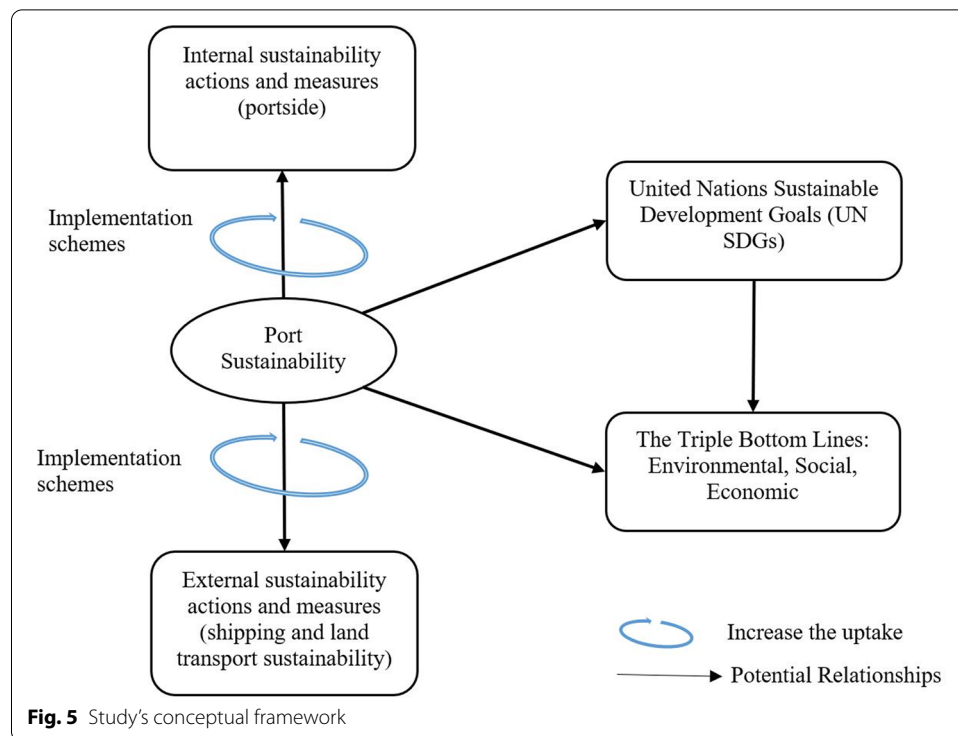 Internal sustainability
actions and measures
(portside)
Implementation
schemes
United Nations Sustainable
Development Goals (UN
SDGs)
Port
Sustainability
Implementation
schemes
The Triple Bottom Lines:
Environmental, Social,
Economic
External sustainability
actions and measures
(shipping and land
transport sustainability)
Increase the uptake
Potential Relationships
Fig. 5 Study's conceptual framework